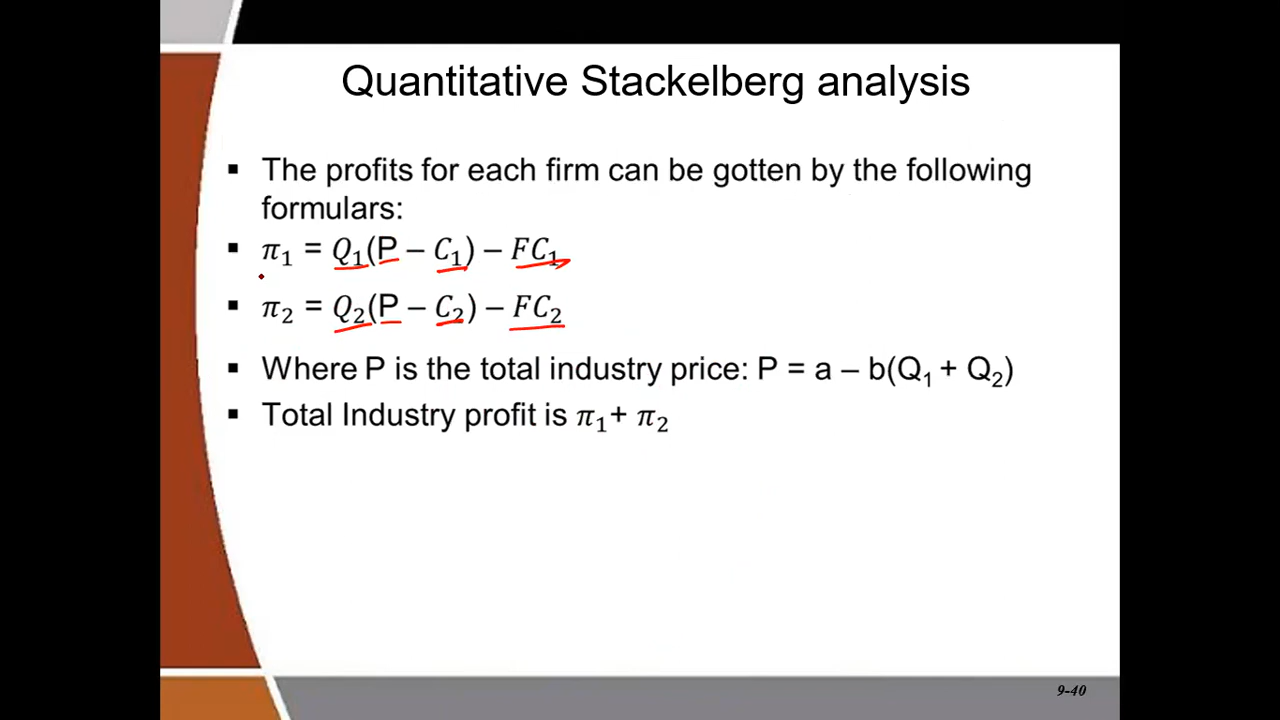 Quantitative Stackelberg analysis
▪ The profits for each firm can be gotten by the following
formulars:
▪ π₁ = Q₁(P − C₁) − FC₁
▪ π₂ = Q₂(P − C₂) − FC₂
▪ Where P is the total industry price: P = a – b(Q₁ + Q₂)
▪ Total Industry profit is π₁+ π₂
9-40